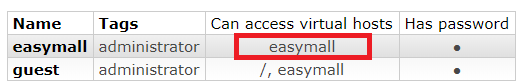 Name Tags Can access virtual hosts Has password
easymall administrator easymall ●
guest administrator /, easymall ●